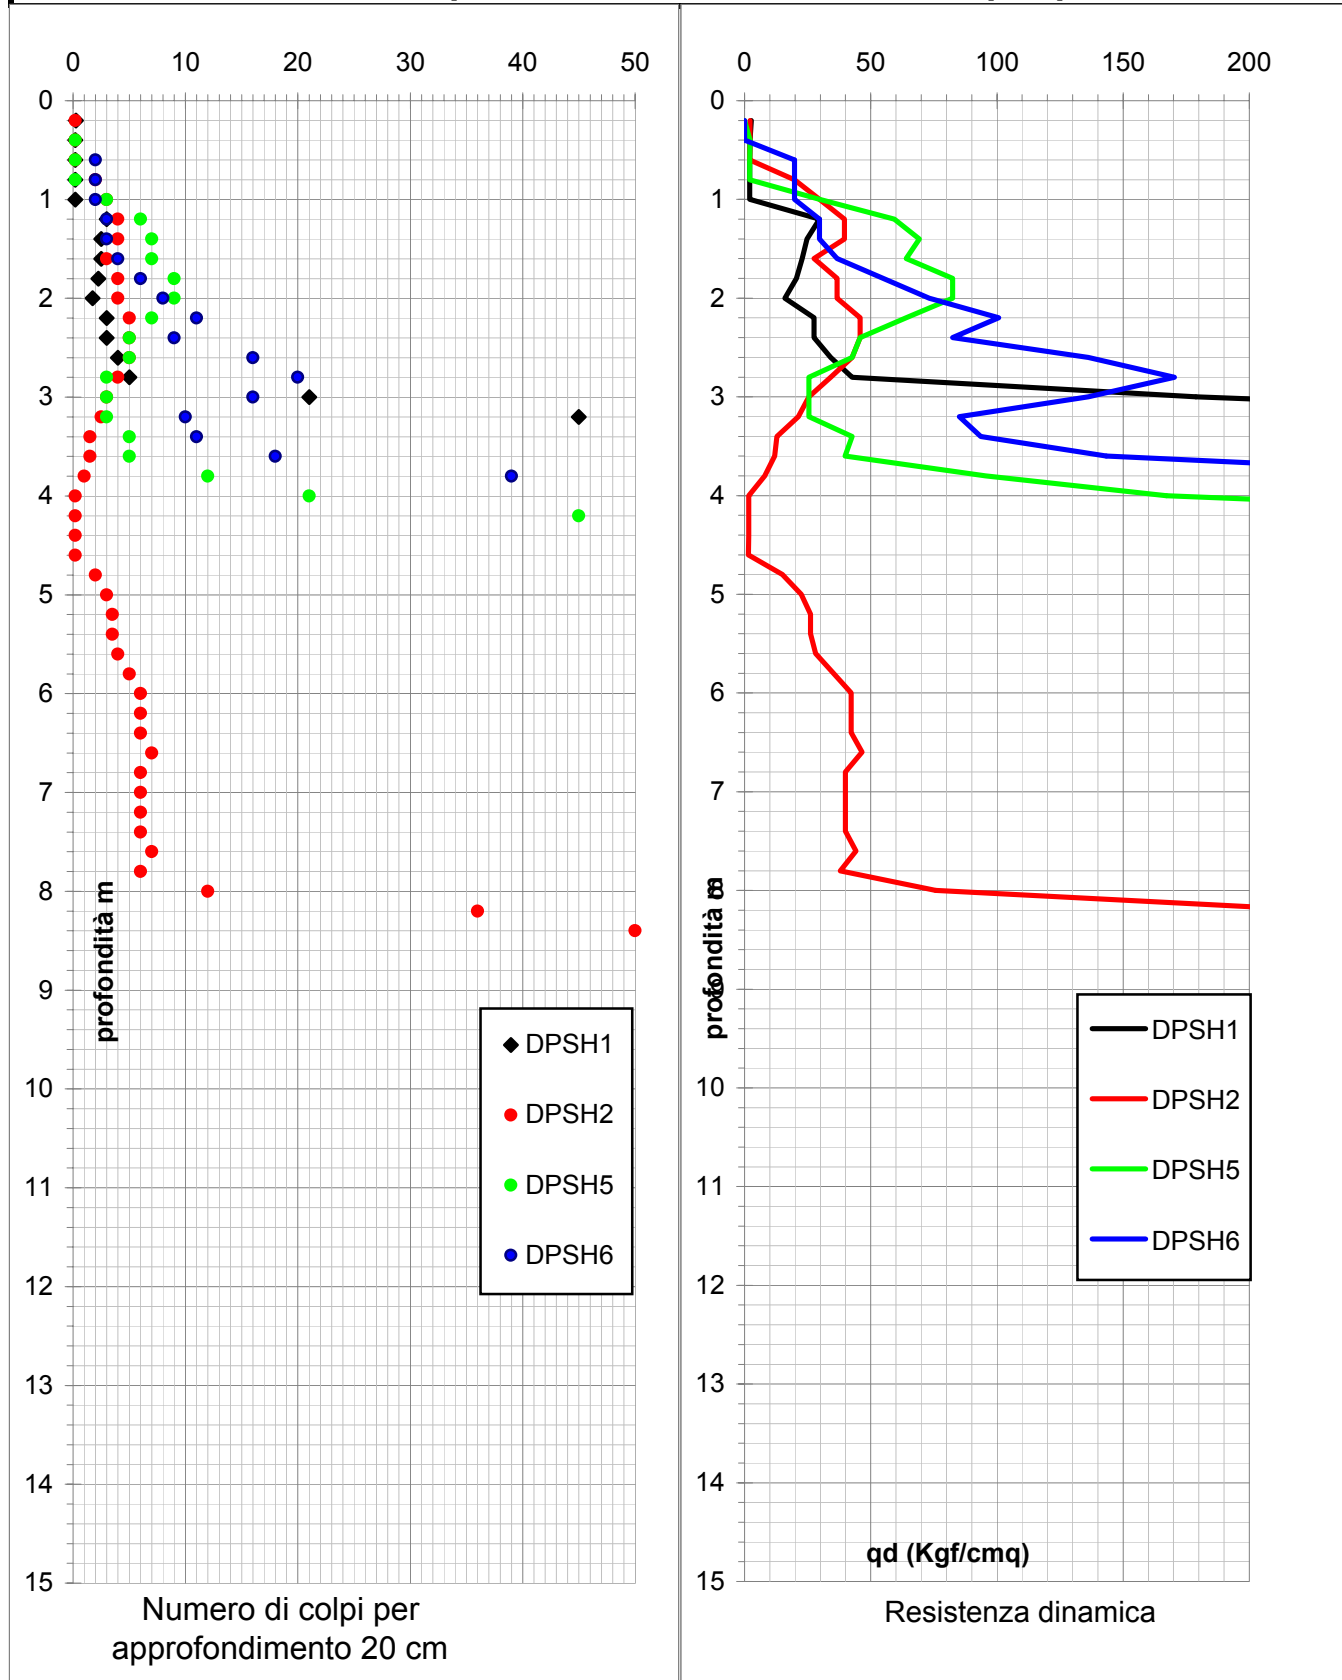 0 10 20 30 40 50
0
1
2
3
4
5
6
7
8
9
10
11
12
13
14
15
profondità m
DPSH1
DPSH2
DPSH5
DPSH6
Numero di colpi per
approfondimento 20 cm
0 50 100 150 200
0
1
2
3
4
5
6
7
8
9
10
11
12
13
14
15
profondità m
DPSH1
DPSH2
DPSH5
DPSH6
qd (Kgf/cmq)
Resistenza dinamica